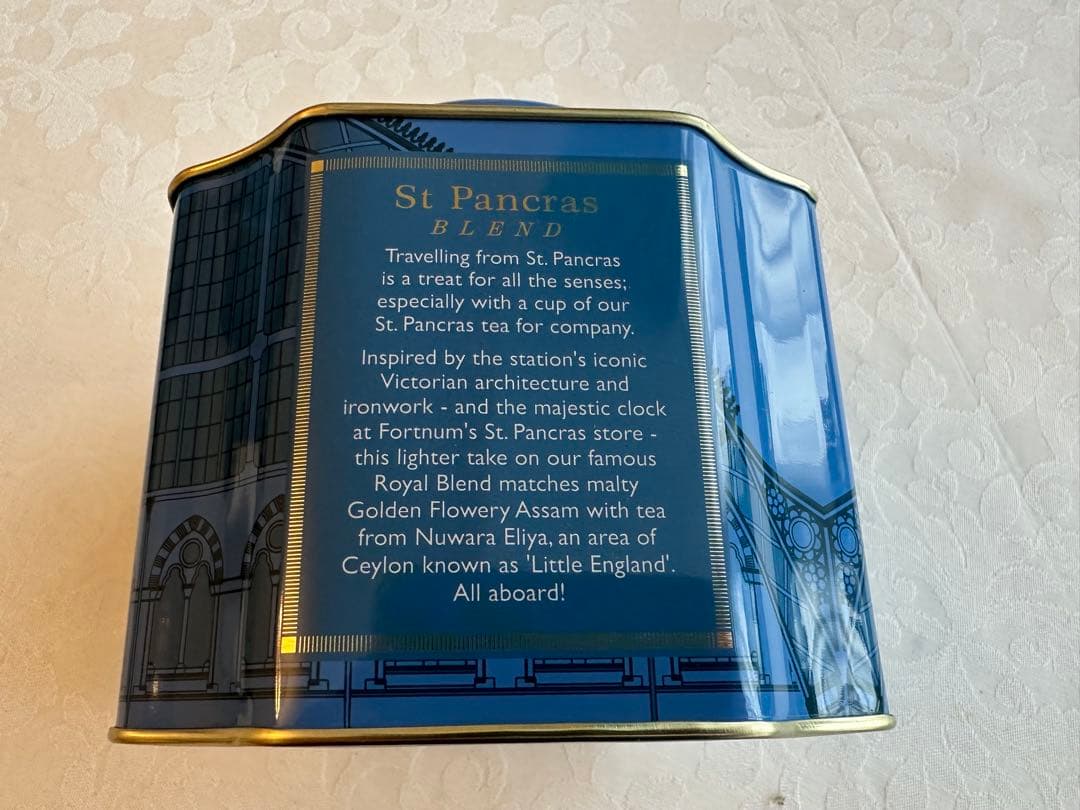 St Pancras
BLEND
Travelling from St. Pancras
is a treat for all the senses;
especially with a cup of our
St. Pancras tea for company.
Inspired by the station's iconic
Victorian architecture and
ironwork - and the majestic clock
at Fortnum's St. Pancras store -
this lighter take on our famous
Royal Blend matches malty
Golden Flowery Assam with tea
from Nuwara Eliya, an area of
Ceylon known as 'Little England'.
All aboard!